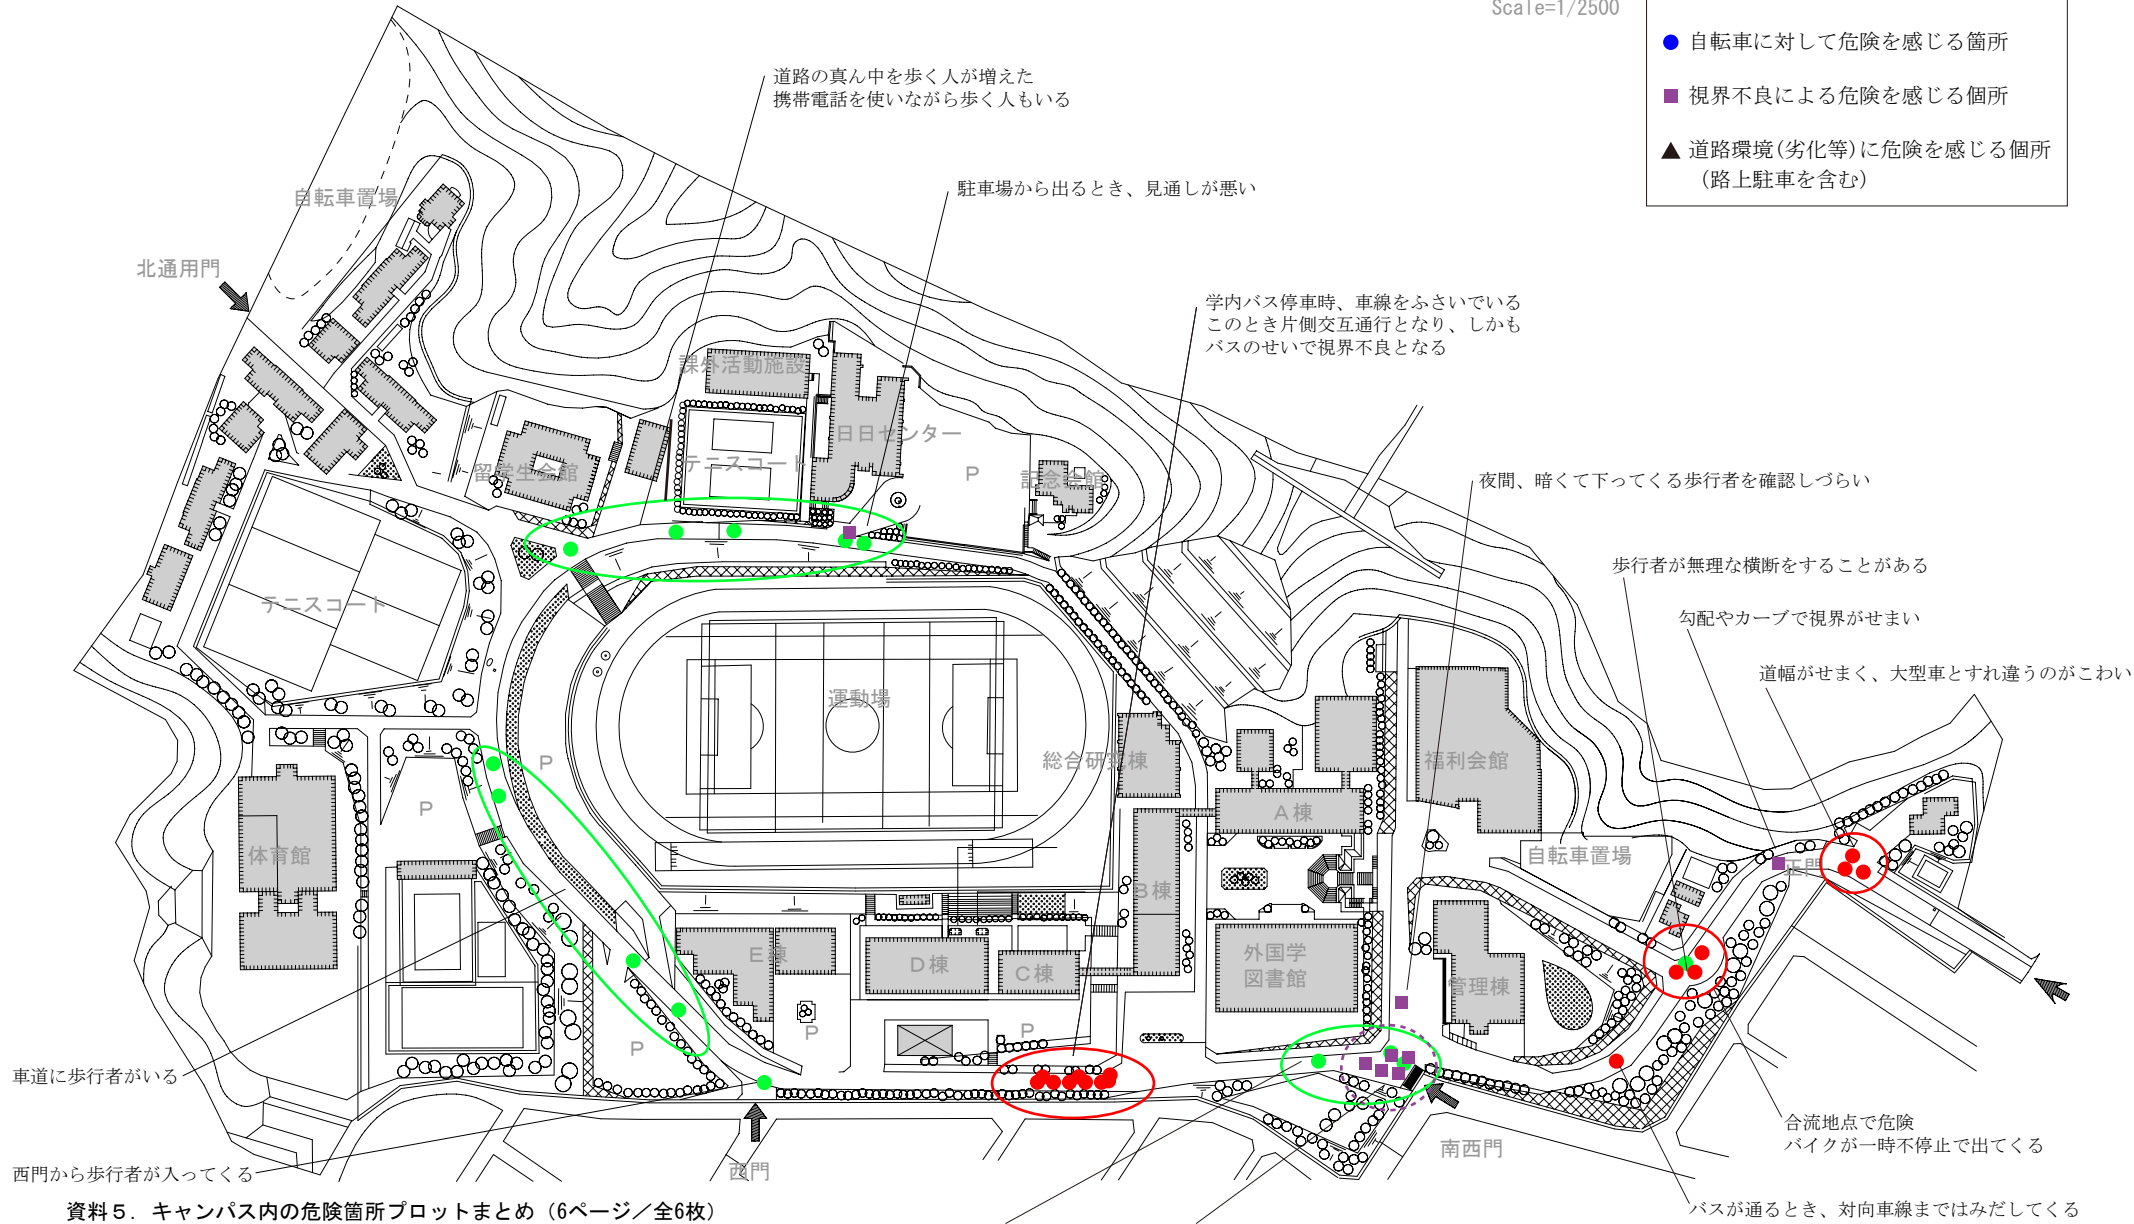 Scale=1/2500
自転車に対して危険を感じる箇所
視界不良による危険を感じる個所
道路環境(劣化等)に危険を感じる個所
(路上駐車を含む)
道路の真ん中を歩く人が増えた
携帯電話を使いながら歩く人もいる
駐車場から出るとき、見通しが悪い
自転車置場
北通用門
学内バス停車時、車線をふさいでいる
このとき片側交互通行となり、しかも
バスのせいで視界不良となる
課外活動施設
日日センター
テニスコート
留学生会館
P
記念会館
夜間、暗くて下ってくる歩行者を確認しづらい
歩行者が無理な横断をすることがある
テニスコート
勾配やカーブで視界がせまい
道幅がせまく、大型車とすれ違うのがこわい
運動場
P
総合研究棟
福利会館
P
A棟
体育館
自転車置場
正門
B棟
E棟
D棟
C棟
外国学
図書館
管理棟
P
P
P
車道に歩行者がいる
合流地点で危険
バイクが一時不停止で出てくる
南西門
西門から歩行者が入ってくる
西門
バスが通るとき、対向車線まではみだしてくる
資料5. キャンパス内の危険箇所プロットまとめ (6ページ/全6枚)